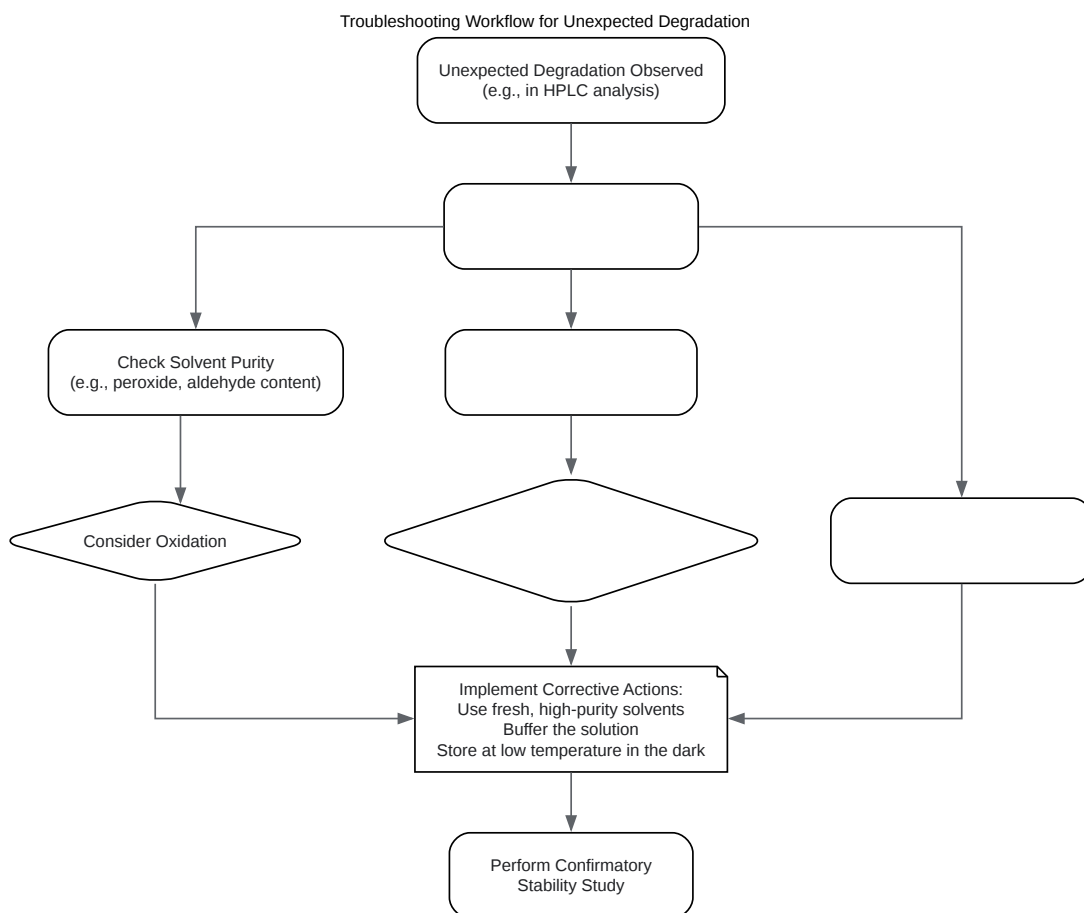 Troubleshooting Workflow for Unexpected Degradation
Unexpected Degradation Observed
(e.g., in HPLC analysis)
Check Solvent Purity
(e.g., peroxide, aldehyde content)
Consider Oxidation
Implement Corrective Actions:
Use fresh, high-purity solvents
Buffer the solution
Store at low temperature in the dark
Perform Confirmatory
Stability Study